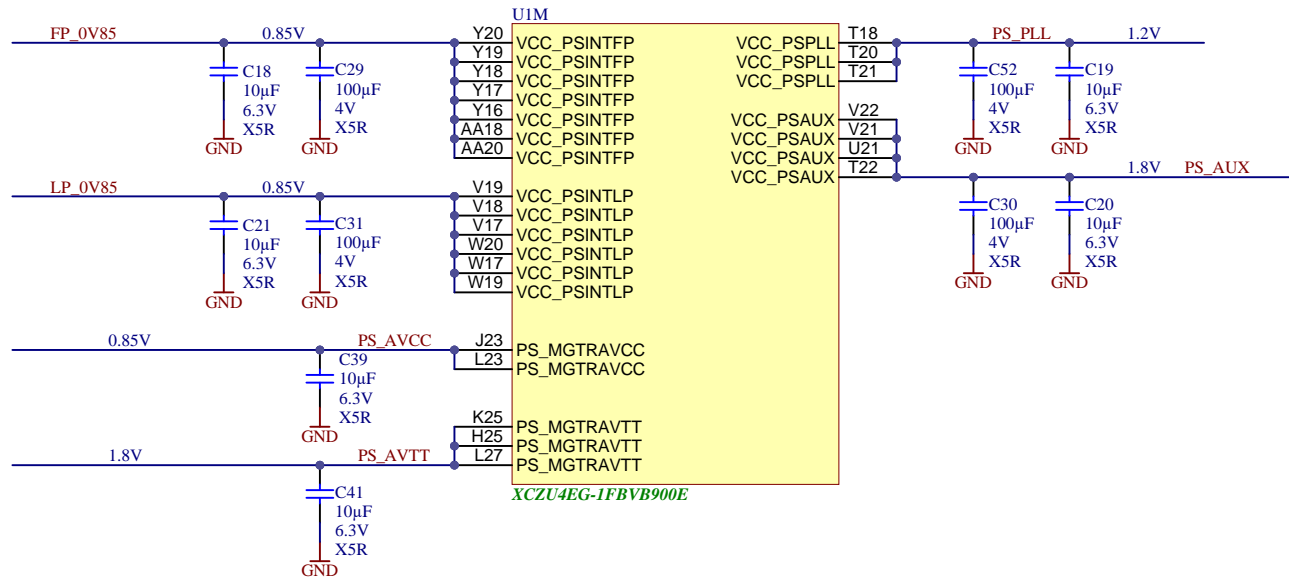 U1M
FP_0V85
0.85V
C18
10µF
6.3V
X5R
GND
C29
100µF
4V
X5R
GND
Y20
Y19
Y18
Y17
Y16
AA18
AA20
VCC_PSINTFP
VCC_PSINTFP
VCC_PSINTFP
VCC_PSINTFP
VCC_PSINTFP
VCC_PSINTFP
VCC_PSINTFP
LP_0V85
0.85V
C21
10µF
6.3V
X5R
GND
C31
100µF
4V
X5R
GND
V19
V18
V17
W20
W17
W19
VCC_PSINTLP
VCC_PSINTLP
VCC_PSINTLP
VCC_PSINTLP
VCC_PSINTLP
VCC_PSINTLP
0.85V
PS_AVCC
C39
10µF
6.3V
X5R
GND
J23
L23
PS_MGTRAVCC
PS_MGTRAVCC
1.8V
PS_AVTT
C41
10µF
6.3V
X5R
GND
K25
H25
L27
PS_MGTRAVTT
PS_MGTRAVTT
PS_MGTRAVTT
VCC_PSPLL
VCC_PSPLL
VCC_PSPLL
T18
T20
T21
PS_PLL
1.2V
C52
100µF
4V
X5R
GND
C19
10µF
6.3V
X5R
GND
VCC_PSAUX
VCC_PSAUX
VCC_PSAUX
VCC_PSAUX
V22
V21
U21
T22
1.8V
PS_AUX
C30
100µF
4V
X5R
GND
C20
10µF
6.3V
X5R
GND
XCZU4EG-1FBVB900E